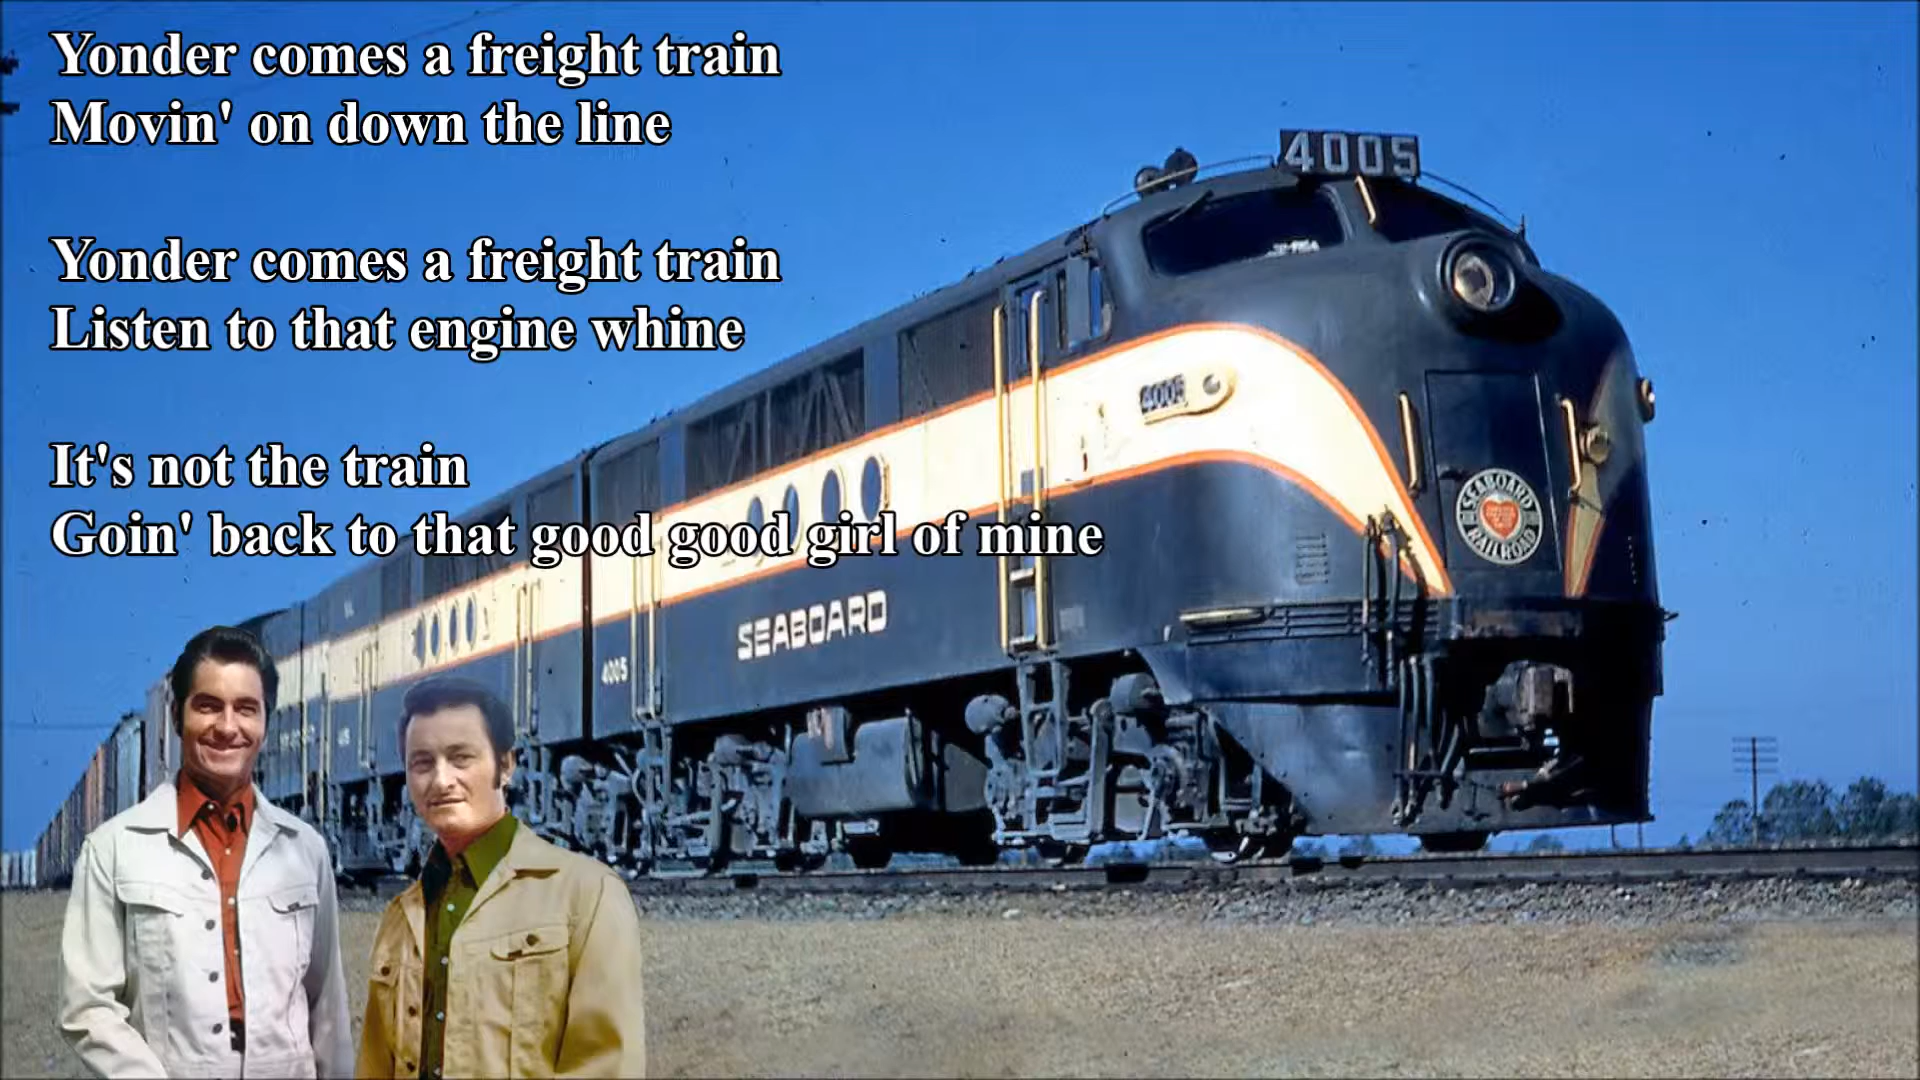 Yonder comes a freight train
Movin' on down the line
Yonder comes a freight train
Listen to that engine whine
It's not the train
Goin' back to that good good girl of mine
4005
4005
SEABOARD RAILROAD
SEABOARD
4005